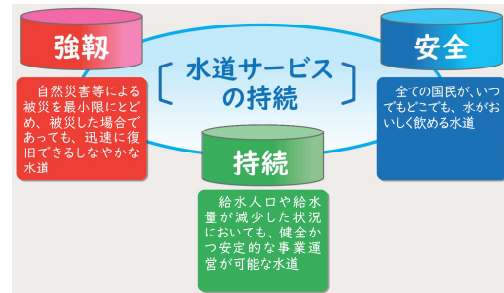 強靱
自然災害等による
被災を最小限にとど
め、被災した場合で
あっても、迅速に復
旧できるしなやかな
水道
水道サービス
の持続
安全
全ての国民が、いつ
でもどこでも、水がお
いしく飲める水道
持続
給水人口や給水
量が減少した状況
においても、健全か
つ安定的な事業運
営が可能な水道